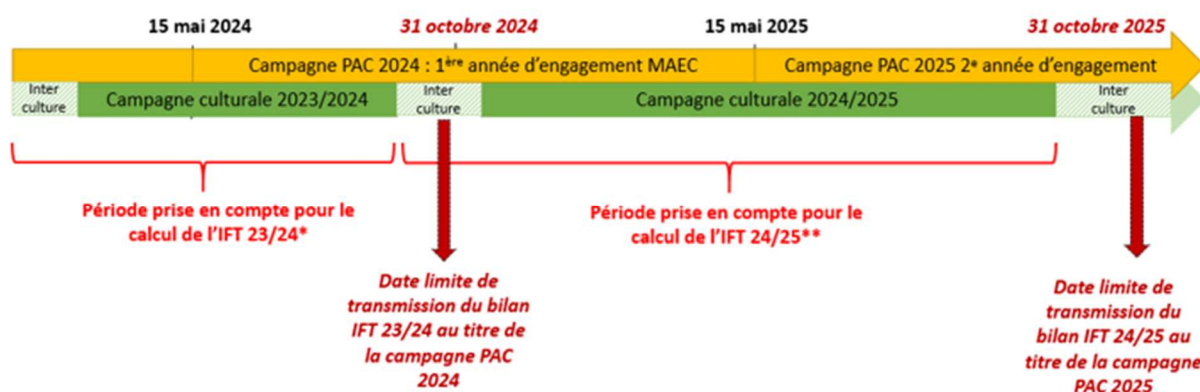 15 mai 2024
31 octobre 2024
15 mai 2025
31 octobre 2025
Campagne PAC 2024 : 1ère année d’engagement MAEC
Campagne PAC 2025 2e année d’engagement
Inter
culture
Campagne culturale 2023/2024
Inter
culture
Campagne culturale 2024/2025
Inter
culture
Période prise en compte pour le
calcul de l’IFT 23/24*
Période prise en compte pour le
calcul de l’IFT 24/25**
Date limite de
transmission du bilan
IFT 23/24 au titre de
la campagne PAC
2024
Date limite de
transmission du
bilan IFT 24/25 au
titre de la campagne
PAC 2025